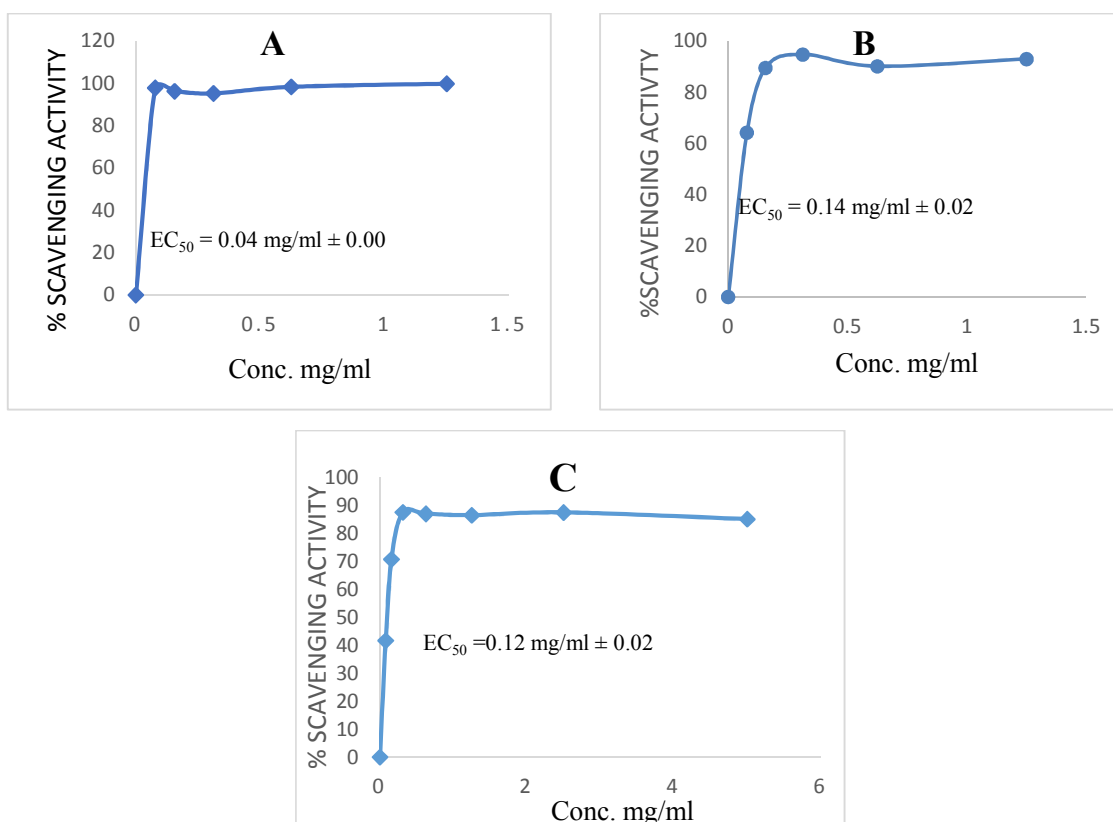 A
% SCAVENGING ACTIVITY
120
100
80
60
40
20
0
EC₅₀ = 0.04 mg/ml ± 0.00
0 0.5 1 1.5
Conc. mg/ml
B
%SCAVENGING ACTIVTY
100
80
60
40
20
0
EC₅₀ = 0.14 mg/ml ± 0.02
0 0.5 1 1.5
Conc. mg/ml
C
% SCAVENGING ACTIVITY
100
90
80
70
60
50
40
30
20
10
0
EC₅₀ =0.12 mg/ml ± 0.02
0 2 4 6
Conc. mg/ml